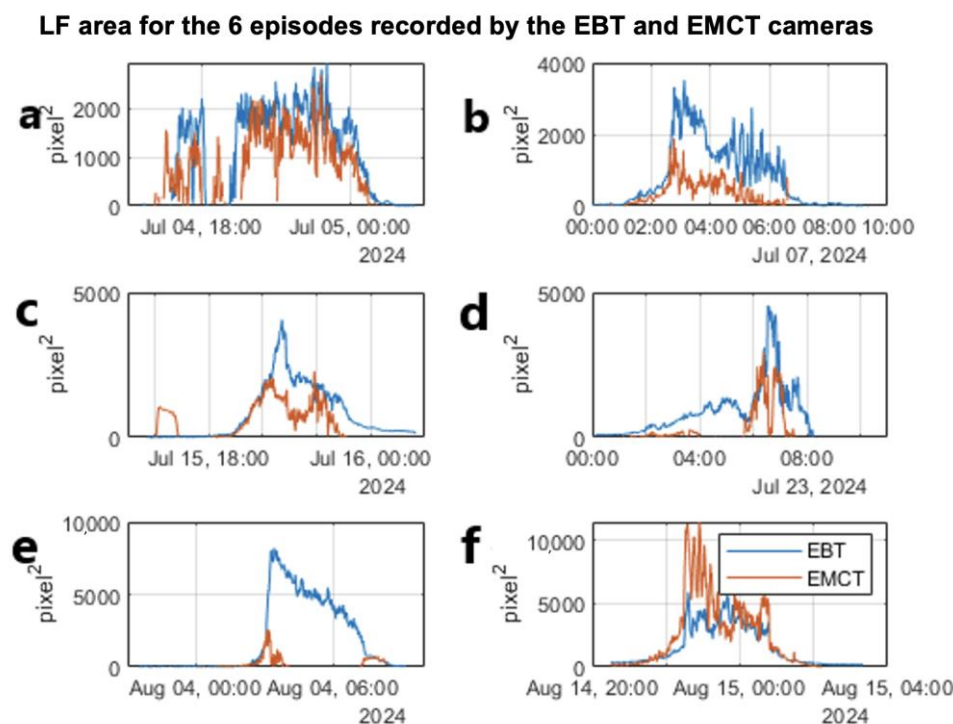 LF area for the 6 episodes recorded by the EBT and EMCT cameras
a
pixel²
2000
1000
0
Jul 04, 18:00 Jul 05, 00:00
2024
b
pixel²
4000
2000
0
00:00 02:00 04:00 06:00 08:00 10:00
Jul 07, 2024
c
pixel²
5000
0
Jul 15, 18:00 Jul 16, 00:00
2024
d
pixel²
5000
0
00:00 04:00 08:00
Jul 23, 2024
e
pixel²
10,000
5000
0
Aug 04, 00:00 Aug 04, 06:00
2024
f
pixel²
10,000
5000
0
EBT
EMCT
Aug 14, 20:00 Aug 15, 00:00 Aug 15, 04:00
2024